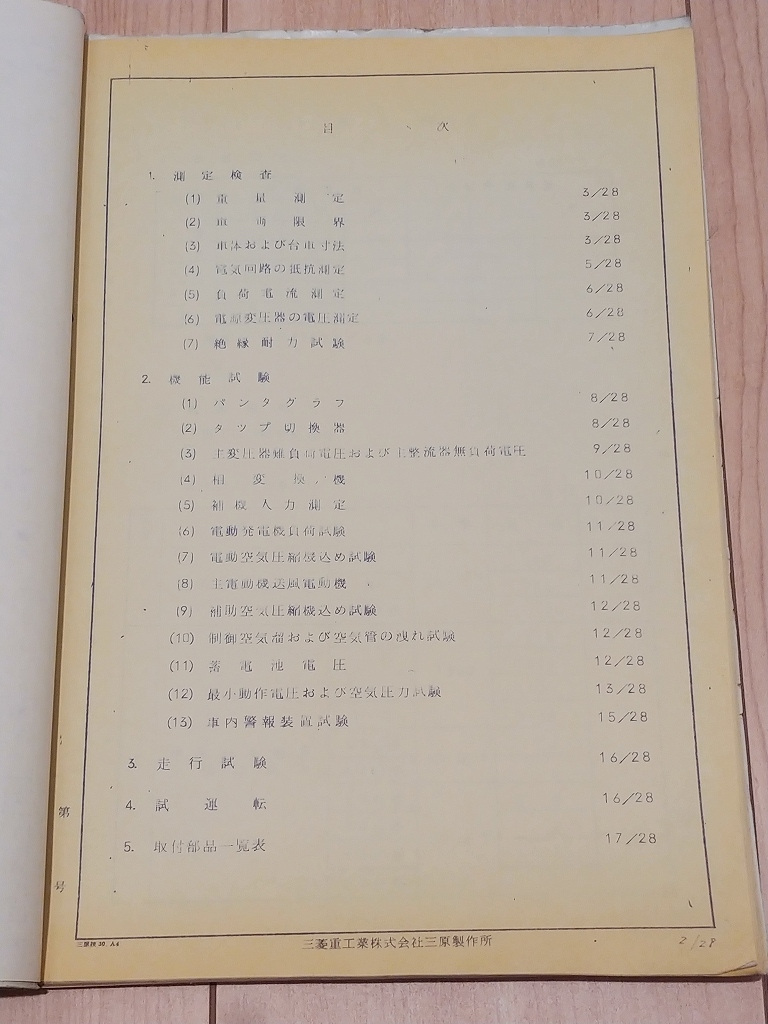 目 次
1. 測定検査
(1) 重量測定 3/28
(2) 車両限界 3/28
(3) 車体および台車寸法 3/28
(4) 電気回路の抵抗測定 5/28
(5) 負荷電流測定 6/28
(6) 電源変圧器の電圧測定 6/28
(7) 絶縁耐力試験 7/28
2. 機能試験
(1) パンタグラフ 8/28
(2) タップ切換器 8/28
(3) 主変圧器無負荷電圧および主整流器無負荷電圧 9/28
(4) 相変換機 10/28
(5) 補機入力測定 10/28
(6) 電動発電機負荷試験 11/28
(7) 電動空気圧縮機込め試験 11/28
(8) 主電動機送風電動機 11/28
(9) 補助空気圧縮機込め試験 12/28
(10) 制御空気溜および空気管の洩れ試験 12/28
(11) 蓄電池電圧 12/28
(12) 最小動作電圧および空気圧力試験 13/28
(13) 車内警報装置試験 15/28
3. 走行試験 16/28
4. 試運転 16/28
5. 取付部品一覧表 17/28
第
号
三菱重工業株式会社三原製作所
2/28